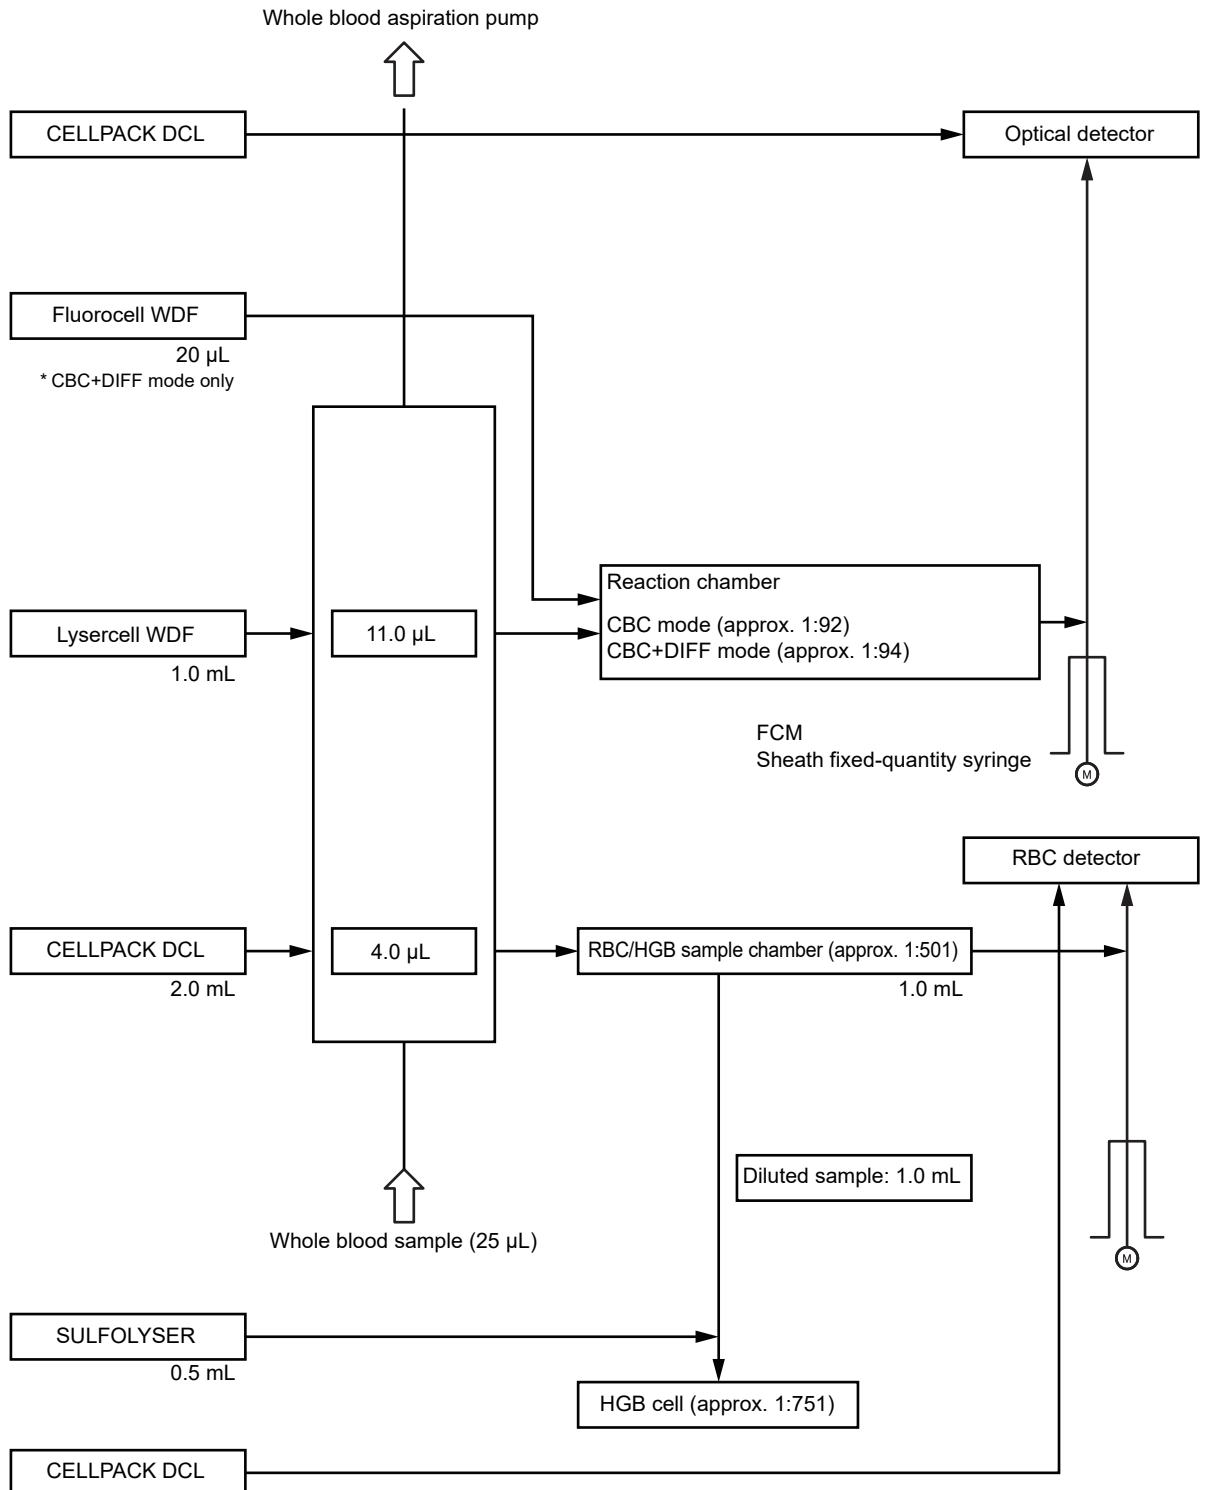 Whole blood aspiration pump
CELLPACK DCL
Optical detector
Fluorocell WDF
20 µL
* CBC+DIFF mode only
Reaction chamber
CBC mode (approx. 1:92)
CBC+DIFF mode (approx. 1:94)
Lysercell WDF
11.0 µL
1.0 mL
FCM
Sheath fixed-quantity syringe
M
RBC detector
CELLPACK DCL
4.0 µL
RBC/HGB sample chamber (approx. 1:501)
2.0 mL
1.0 mL
Diluted sample: 1.0 mL
Whole blood sample (25 µL)
M
SULFOLYSER
0.5 mL
HGB cell (approx. 1:751)
CELLPACK DCL